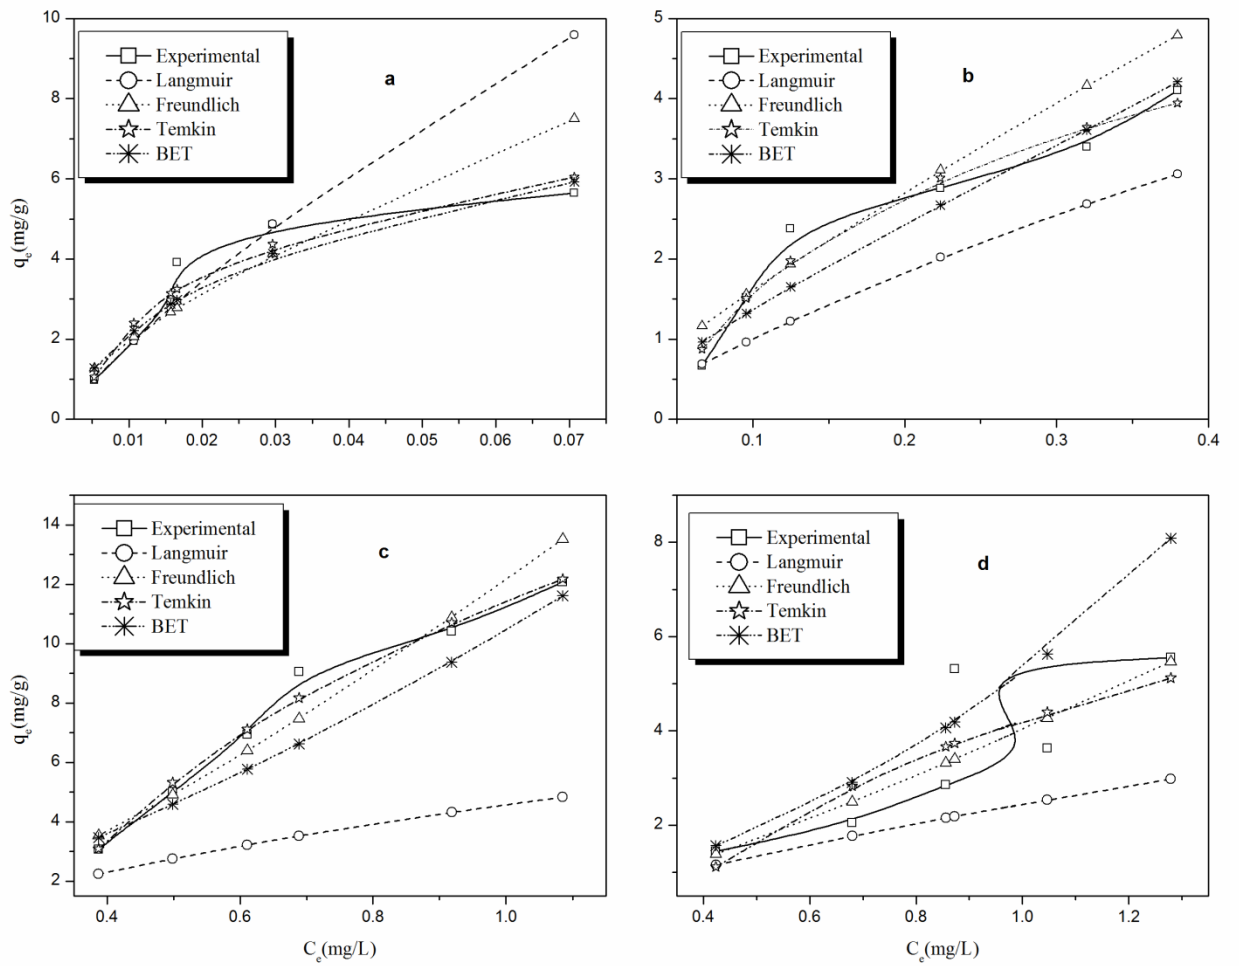 10
8
6
4
2
0
q_e(mg/g)
Experimental
Langmuir
Freundlich
Temkin
BET
a
0.01 0.02 0.03 0.04 0.05 0.06 0.07
5
4
3
2
1
0
Experimental
Langmuir
Freundlich
Temkin
BET
b
0.1 0.2 0.3 0.4
14
12
10
8
6
4
2
q_e(mg/g)
Experimental
Langmuir
Freundlich
Temkin
BET
c
0.4 0.6 0.8 1.0
C_e(mg/L)
8
6
4
2
Experimental
Langmuir
Freundlich
Temkin
BET
d
0.4 0.6 0.8 1.0 1.2
C_e(mg/L)